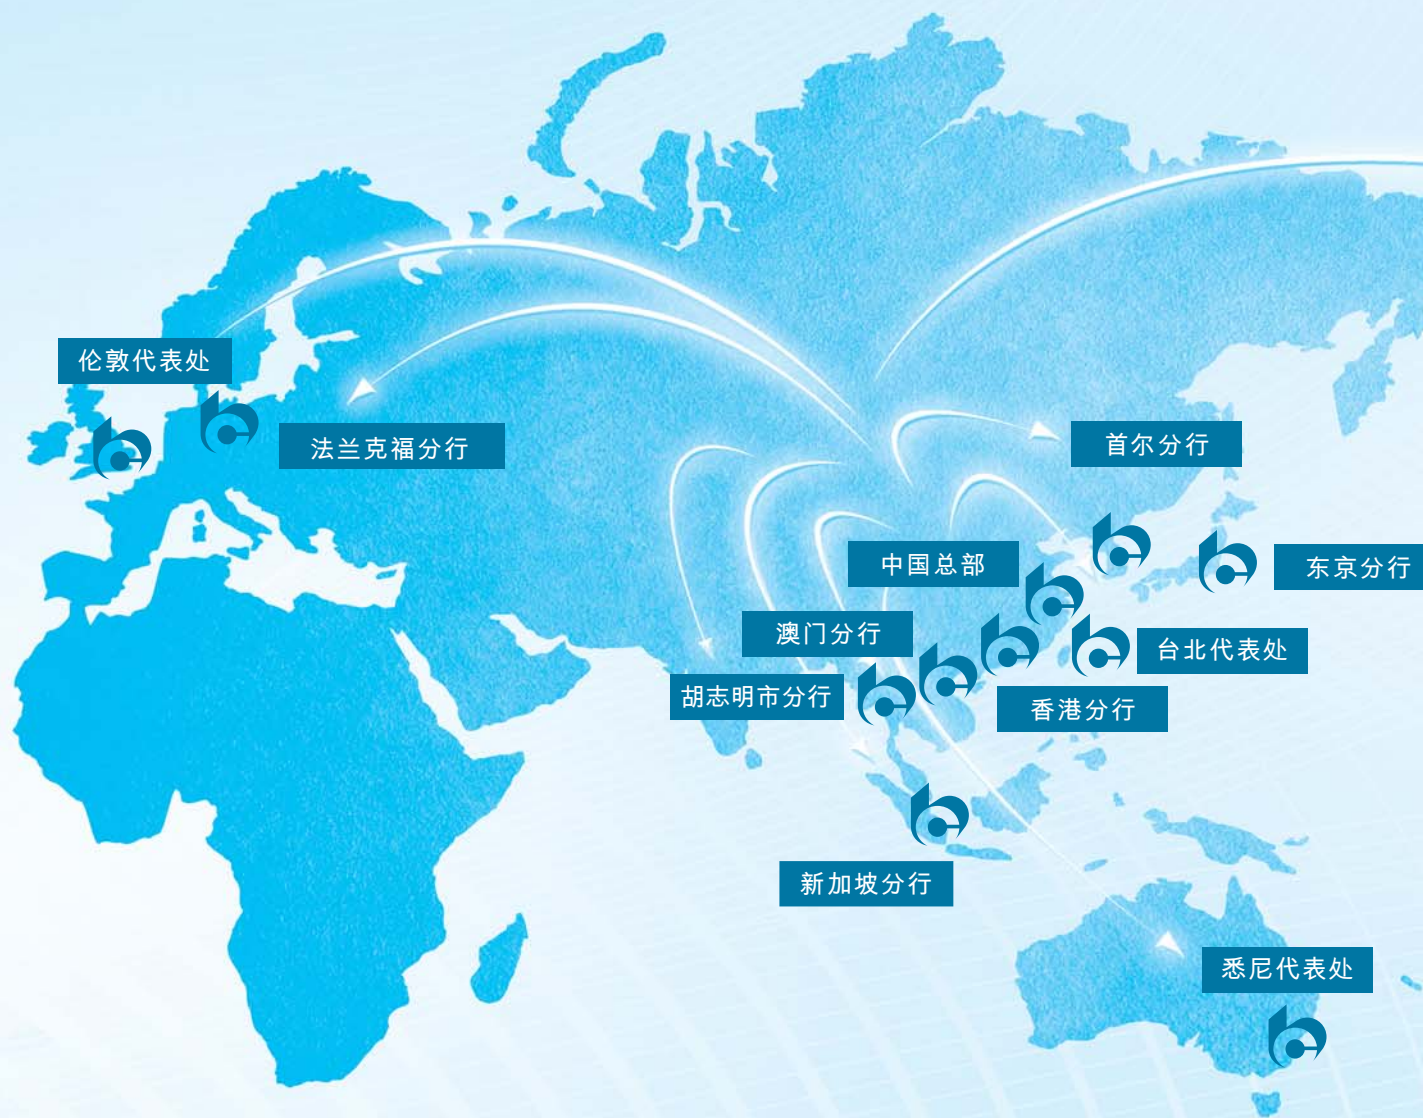 伦敦代表处
法兰克福分行
首尔分行
中国总部
东京分行
澳门分行
台北代表处
胡志明市分行
香港分行
新加坡分行
悉尼代表处